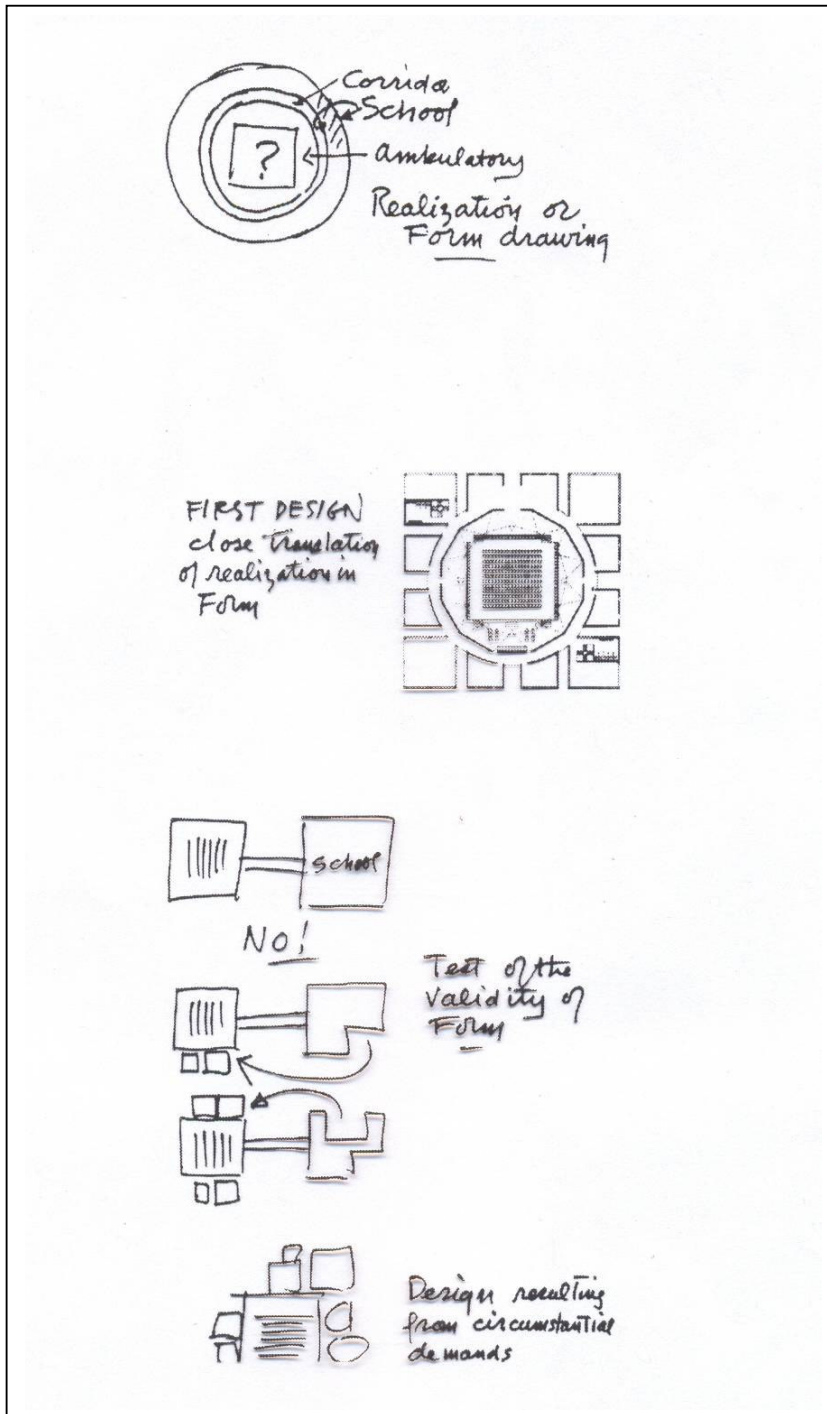 Corridor
School
?
ambulatory
Realization or
Form drawing
FIRST DESIGN
close translation
of realization in
Form
School
NO!
Test of the
Validity of
Form
Design resulting
from circumstantial
demands